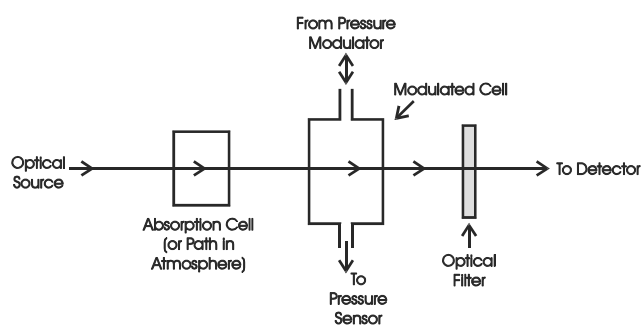 From Pressure
Modulator
Modulated Cell
Optical
Source
To Detector
Absorption Cell
(or Path in
Atmosphere)
Optical
Filter
To
Pressure
Sensor